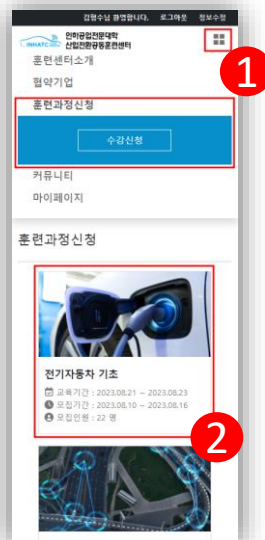 김형수님 환영합니다. 로그아웃 정보수정
INHATC
인하공업전문대학
산업전환공동훈련센터
1
훈련센터소개
협약기업
훈련과정신청
수강신청
커뮤니티
마이페이지
훈련과정신청
전기자동차 기초
교육기간 : 2023.08.21 ~ 2023.08.23
모집기간 : 2023.08.10 ~ 2023.08.16
모집인원 : 22 명
2